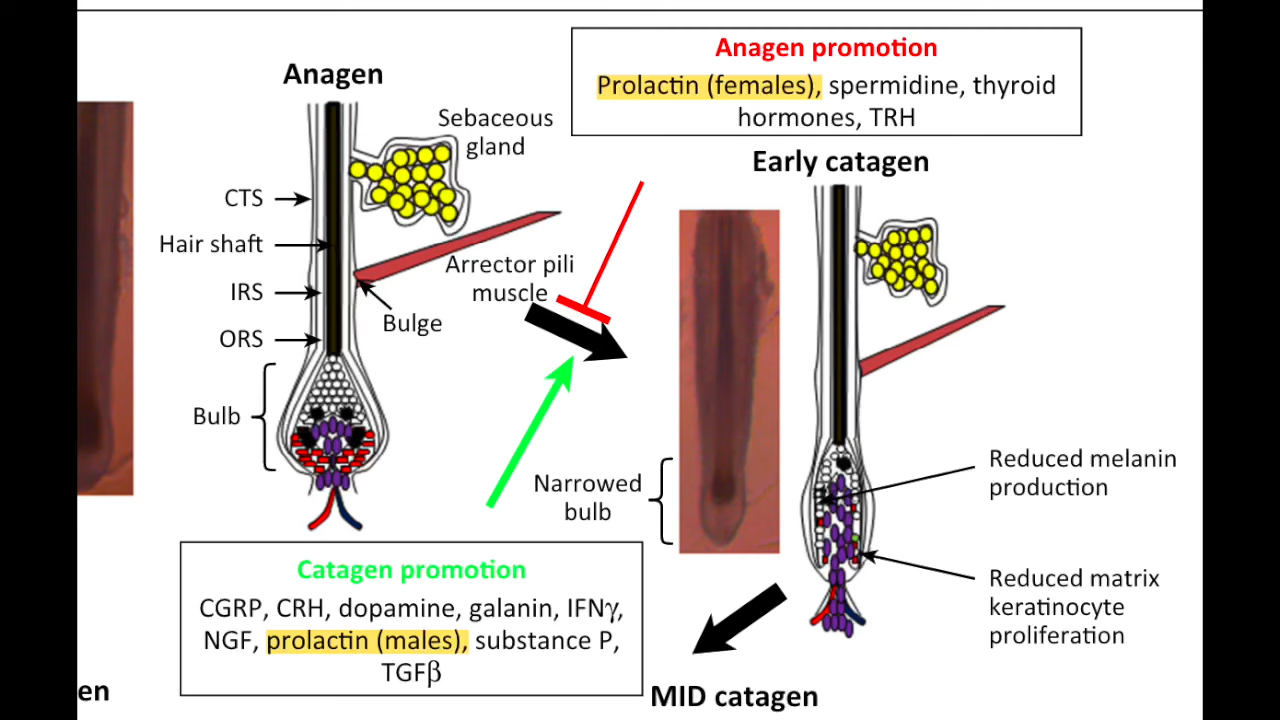 Anagen promotion
Prolactin (females), spermidine, thyroid
hormones, TRH
Anagen
Sebaceous
gland
CTS
Hair shaft
IRS
ORS
Bulb
Arrector pili
muscle
Bulge
Early catagen
Narrowed
bulb
Reduced melanin
production
Reduced matrix
keratinocyte
proliferation
Catagen promotion
CGRP, CRH, dopamine, galanin, IFNγ,
NGF, prolactin (males), substance P,
TGFβ
en
MID catagen